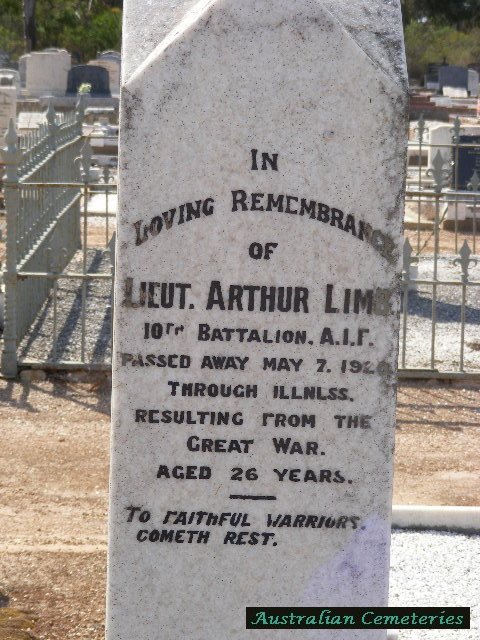 IN
LOVING REMEMBRANCE
OF
LIEUT. ARTHUR LIMB
10TH BATTALION, A.I.F.
PASSED AWAY MAY 7. 1920
THROUGH ILLNESS.
RESULTING FROM THE
GREAT WAR.
AGED 26 YEARS.
TO FAITHFUL WARRIORS,
COMETH REST.
Australian Cemeteries